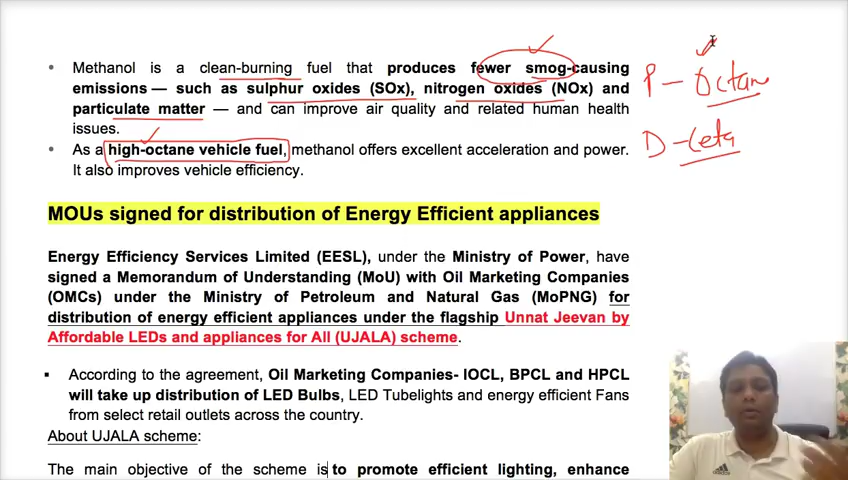 • Methanol is a clean-burning fuel that produces fewer smog-causing
emissions — such as sulphur oxides (SOx), nitrogen oxides (NOx) and
particulate matter — and can improve air quality and related human health
issues.
• As a high-octane vehicle fuel, methanol offers excellent acceleration and power.
It also improves vehicle efficiency.
P - Octane
D - Ceta
MOUs signed for distribution of Energy Efficient appliances
Energy Efficiency Services Limited (EESL), under the Ministry of Power, have
signed a Memorandum of Understanding (MoU) with Oil Marketing Companies
(OMCs) under the Ministry of Petroleum and Natural Gas (MoPNG) for
distribution of energy efficient appliances under the flagship Unnat Jeevan by
Affordable LEDs and appliances for All (UJALA) scheme.
▪ According to the agreement, Oil Marketing Companies- IOCL, BPCL and HPCL
will take up distribution of LED Bulbs, LED Tubelights and energy efficient Fans
from select retail outlets across the country.
About UJALA scheme:
The main objective of the scheme is to promote efficient lighting, enhance